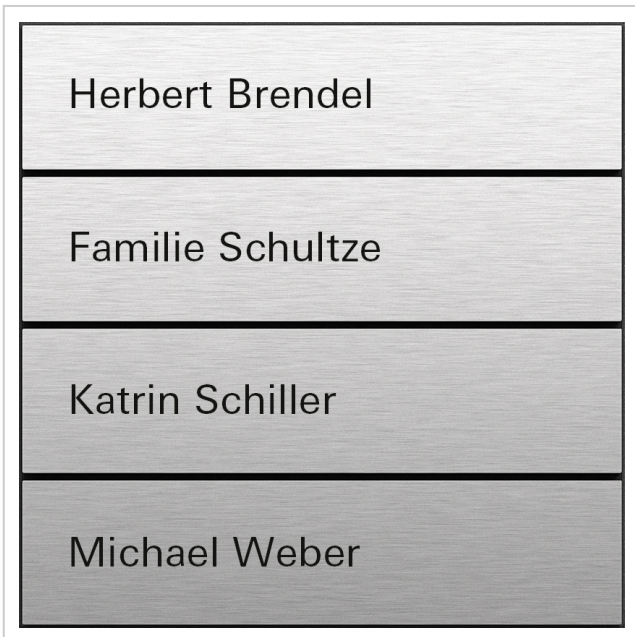 Herbert Brendel
Familie Schultze
Katrin Schiller
Michael Weber